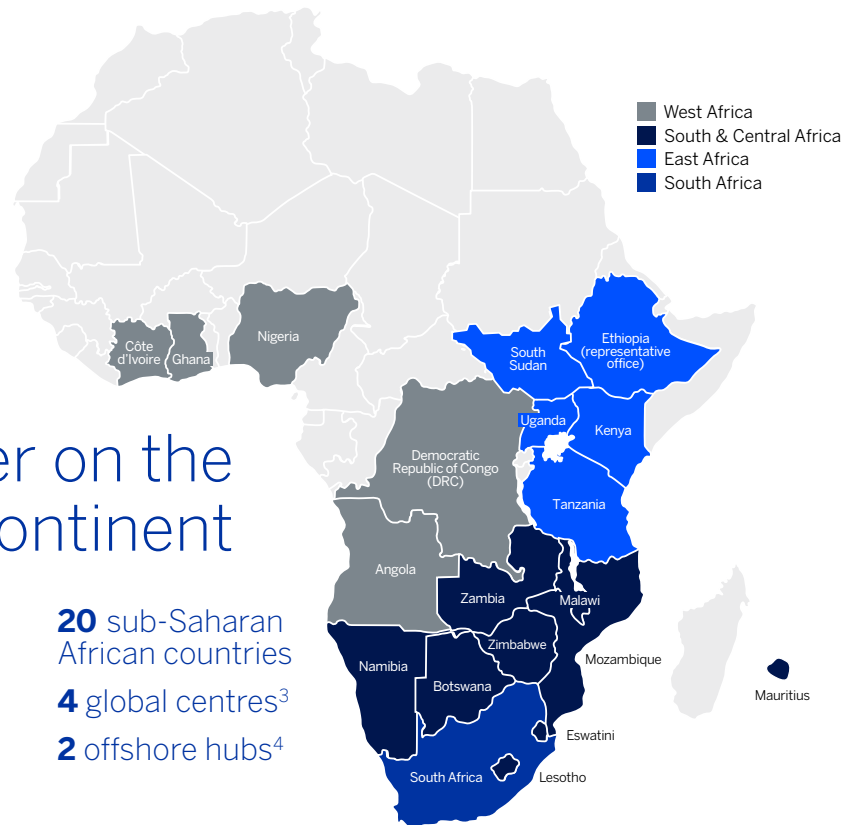 West Africa
South & Central Africa
East Africa
South Africa
Nigeria
Côte
d’Ivoire
Ghana
South
Sudan
Ethiopia
(representative
office)
Uganda
Kenya
Democratic
Republic of Congo
(DRC)
Tanzania
Angola
Zambia
Malawi
Zimbabwe
Mozambique
Namibia
Botswana
Mauritius
Eswatini
South Africa
Lesotho
er on the
ontinent
20 sub-Saharan
African countries
4 global centres³
2 offshore hubs⁴